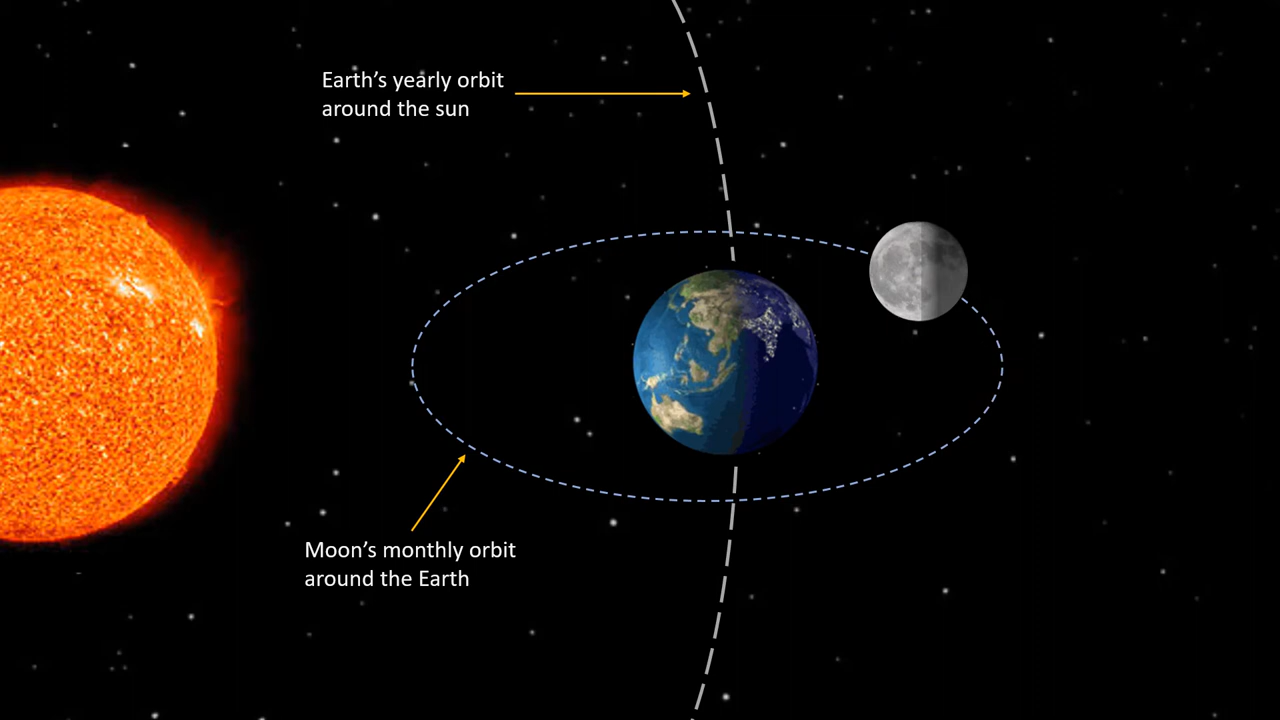 Earth’s yearly orbit
around the sun
Moon’s monthly orbit
around the Earth